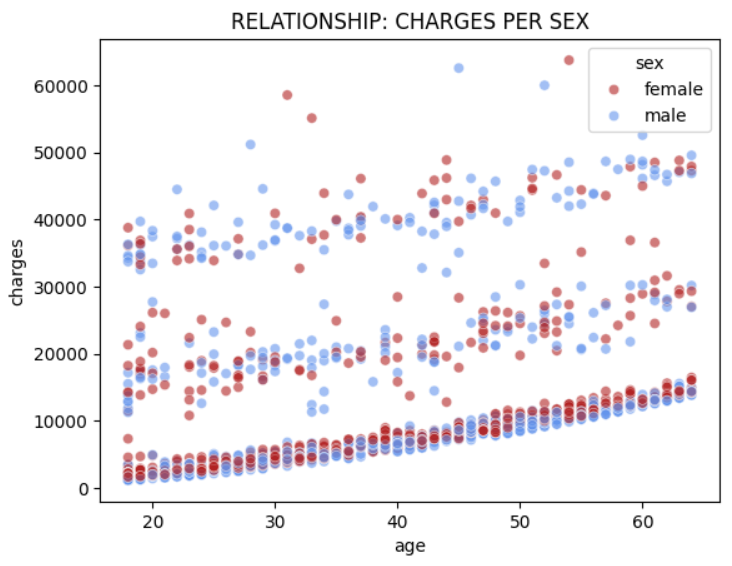 RELATIONSHIP: CHARGES PER SEX
sex
female
male
charges
60000
50000
40000
30000
20000
10000
0
20 30 40 50 60
age